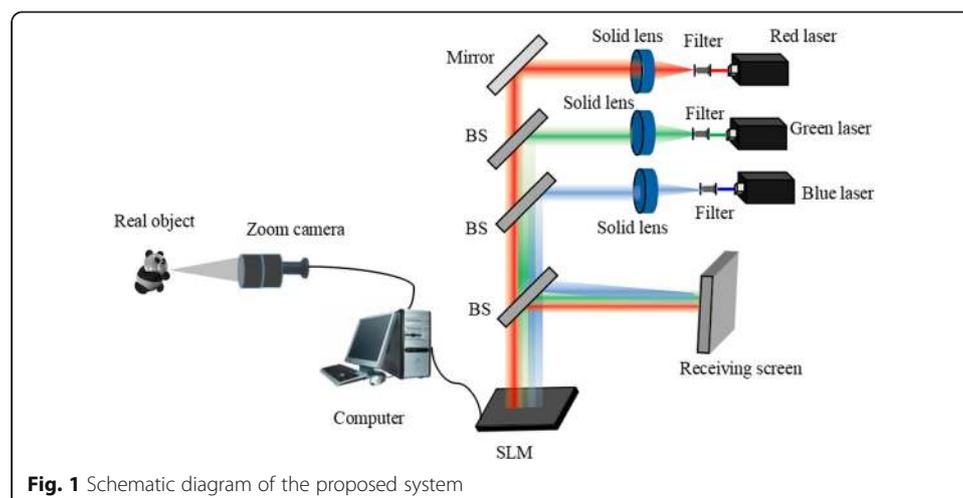 Solid lens
Filter
Red laser
Mirror
Solid lens
Filter
Green laser
BS
Blue laser
Filter
Solid lens
BS
Real object
Zoom camera
BS
Receiving screen
Computer
SLM
Fig. 1 Schematic diagram of the proposed system